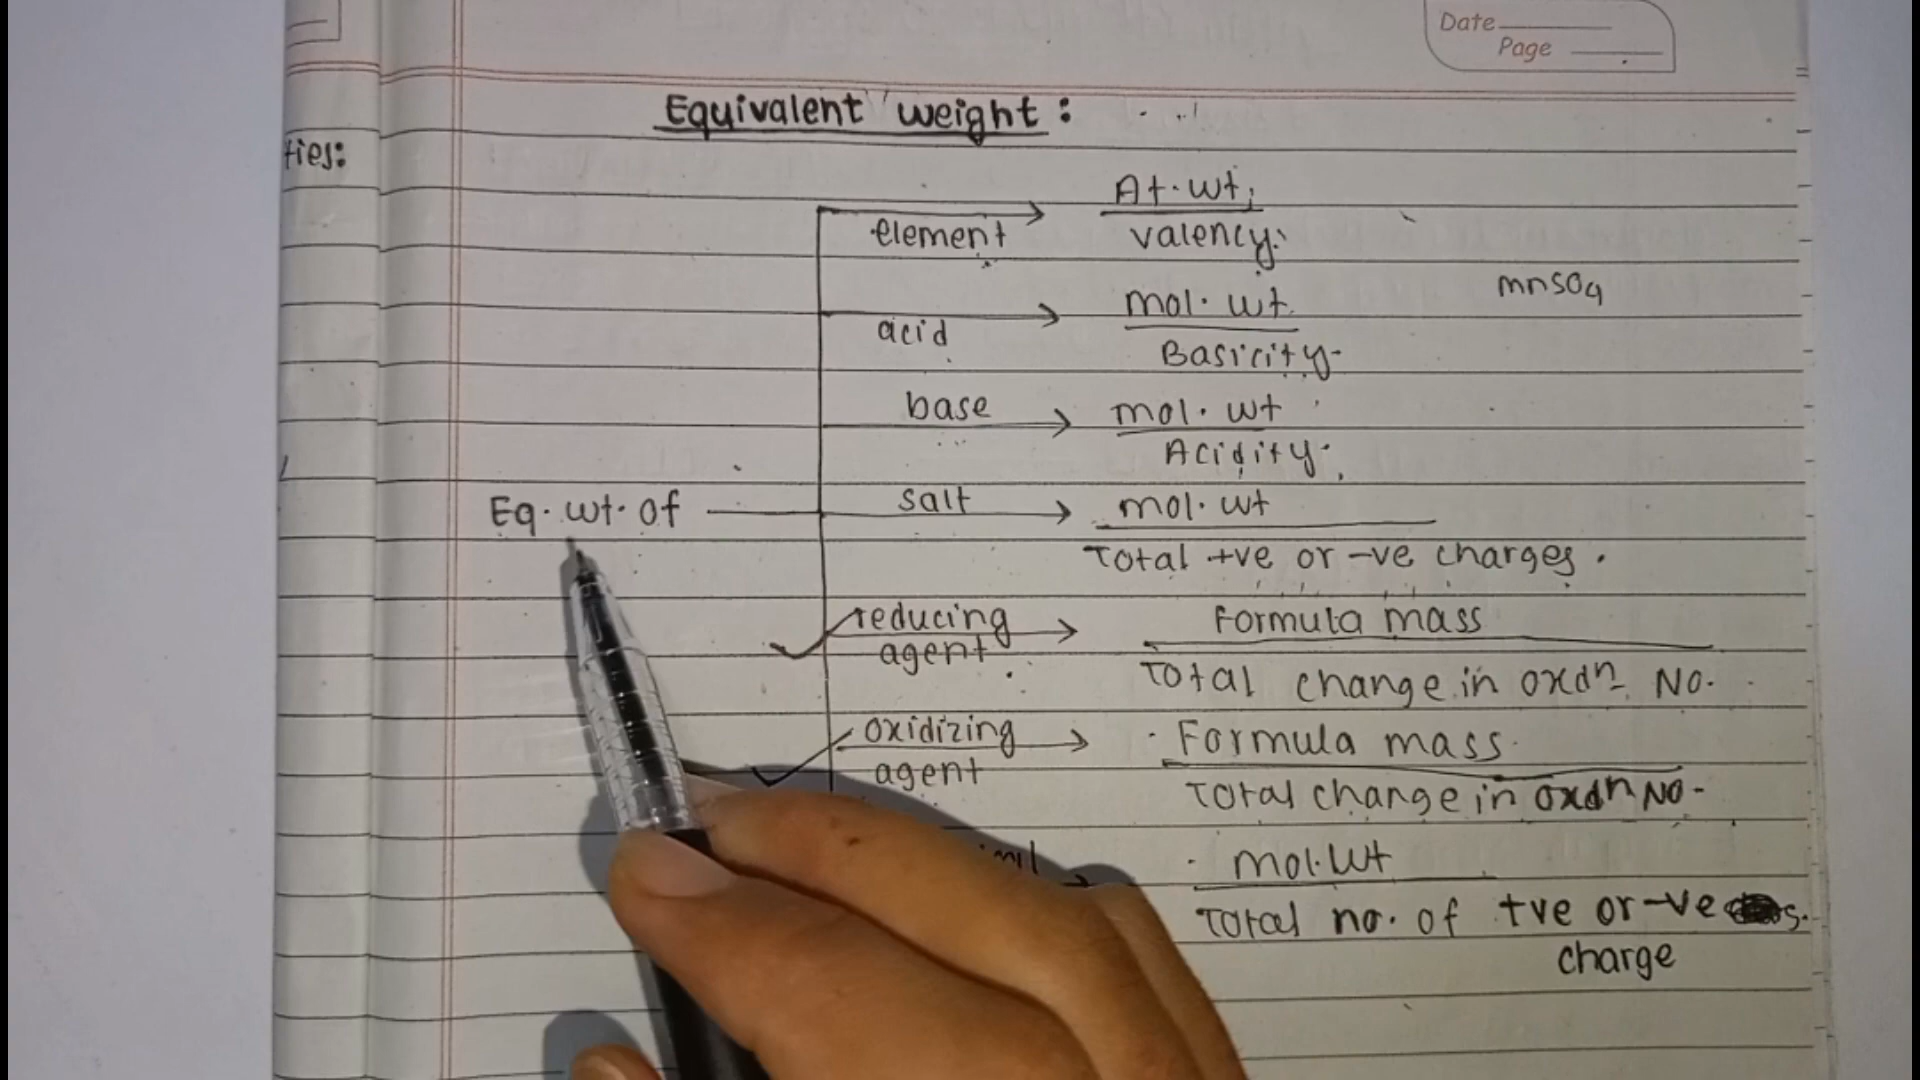 Date
Page
Equivalent weight:
ties:
At. wt.
element
valency.
mnSO4
mol. wt.
acid
Basicity
base
mol. wt
Acidity.
Eq. wt. of
salt
mol. wt
Total +ve or -ve charges.
reducing
agent
Formula mass
Total change in oxdn No.
oxidizing
agent
Formula mass
Total change in oxdn No.
mol. wt
Total no. of +ve or -ve
charge